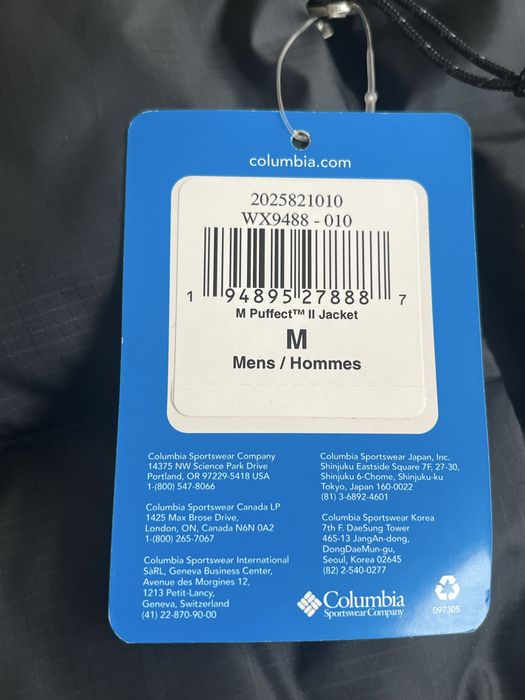 columbia.com
2025821010
WX9488 - 010
1 94895 27888 7
M Puffect™ II Jacket
M
Mens / Hommes
Columbia Sportswear Company
14375 NW Science Park Drive
Portland, OR 97229-5418 USA
1-(800) 547-8066
Columbia Sportswear Canada LP
1425 Max Brose Drive,
London, ON, Canada N6N 0A2
1-(800) 265-7067
Columbia Sportswear International
SàRL, Geneva Business Center,
Avenue des Morgines 12,
1213 Petit-Lancy,
Geneva, Switzerland
(41) 22-870-90-00
Columbia Sportswear Japan, Inc.
Shinjuku Eastside Square 7F, 27-30,
Shinjuku 6-Chome, Shinjuku-ku
Tokyo, Japan 160-0022
(81) 3-6892-4601
Columbia Sportswear Korea
7th F. DaeSung Tower
465-13 JangAn-dong,
DongDaeMun-gu,
Seoul, Korea 02645
(82) 2-540-0277
Columbia
Sportswear Company
097305